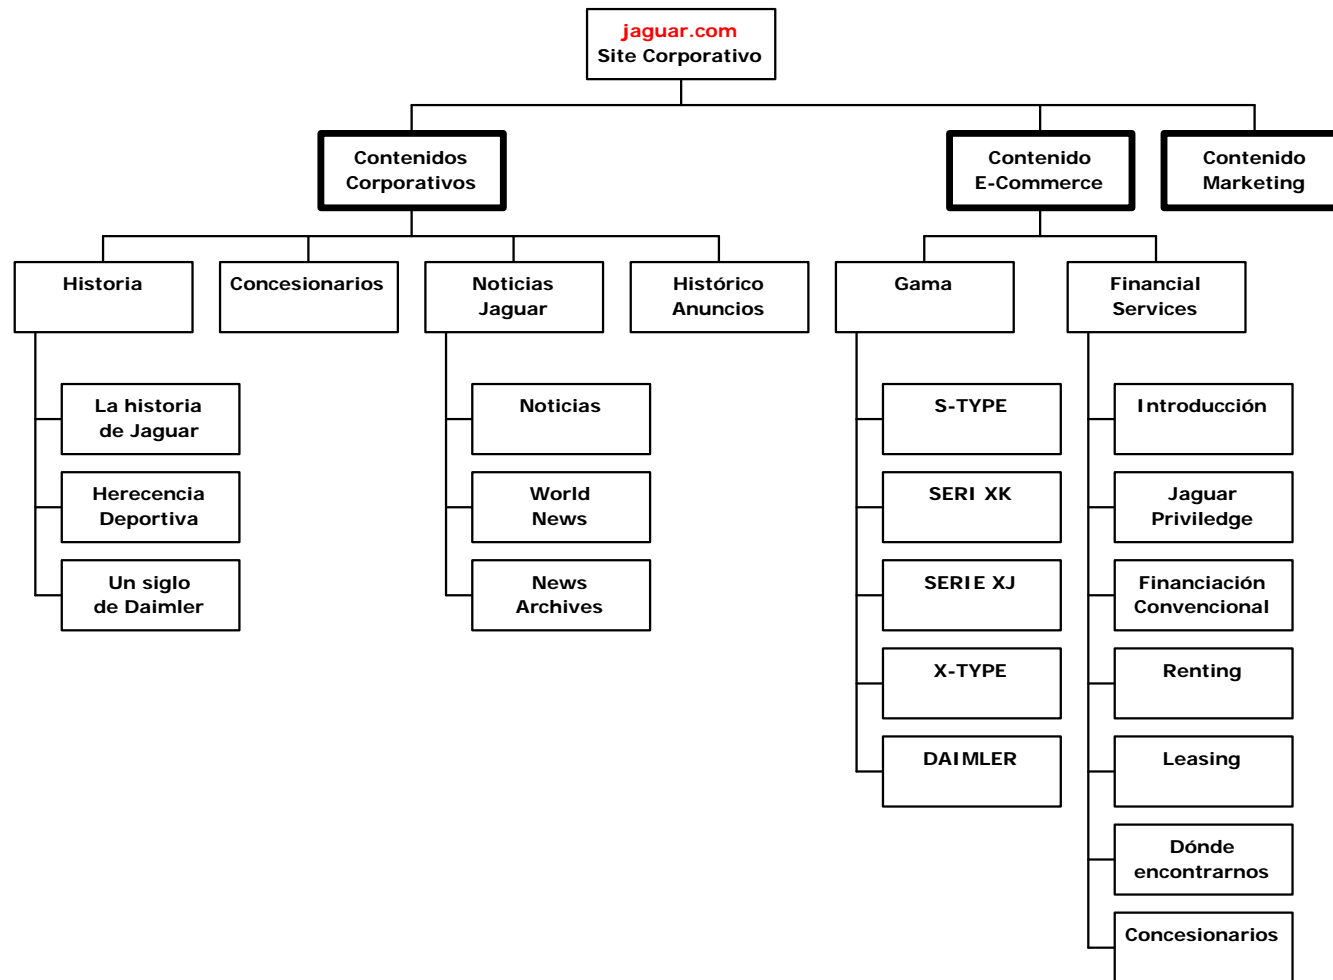 jaguar.com
Site Corporativo
Contenidos
Corporativos
Contenido
E-Commerce
Contenido
Marketing
Historia
Concesionarios
Noticias
Jaguar
Histórico
Anuncios
Gama
Financial
Services
La historia
de Jaguar
Herecencia
Deportiva
Un siglo
de Daimler
Noticias
World
News
News
Archives
S-TYPE
SERI XK
SERIE XJ
X-TYPE
DAIMLER
Introducción
Jaguar
Priviledge
Financiación
Convencional
Renting
Leasing
Dónde
encontrarnos
Concesionarios